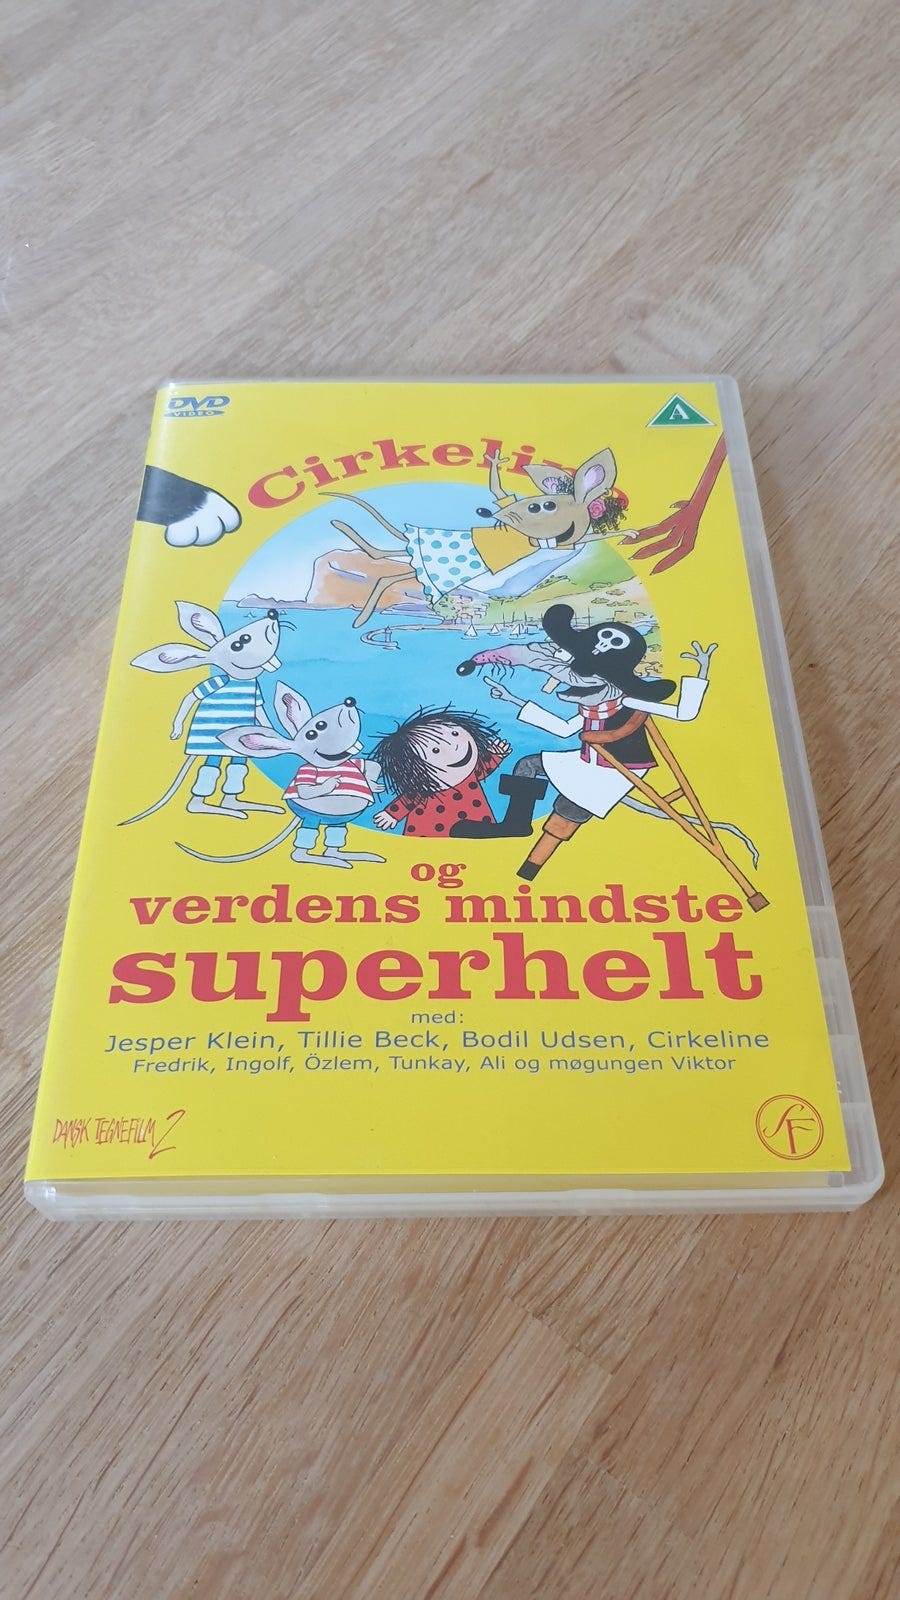 DVD
VIDEO
A
Cirkelin
og
verdens mindste
superhelt
med:
Jesper Klein, Tillie Beck, Bodil Udsen, Cirkeline
Fredrik, Ingolf, Özlem, Tunkay, Ali og møgungen Viktor
DANSK TEGNEFILM 2
SF